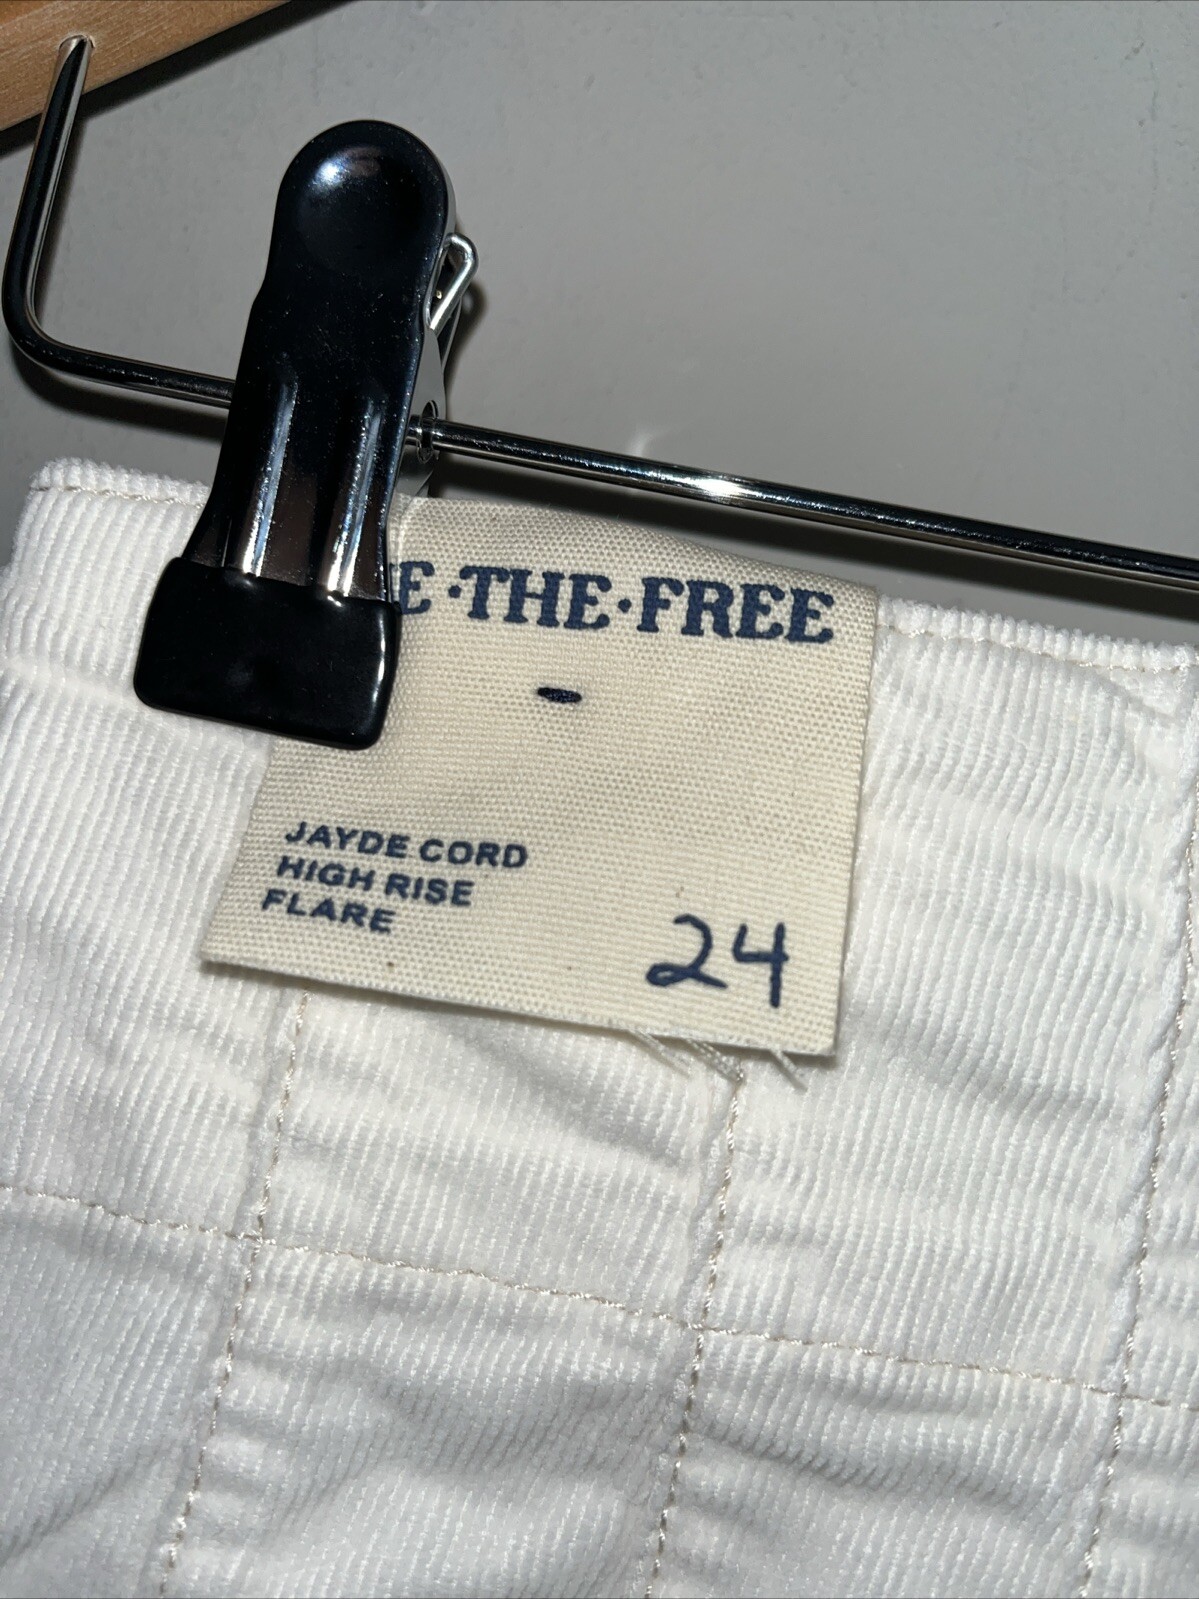 E·THE·FREE
-
JAYDE CORD
HIGH RISE
FLARE
24